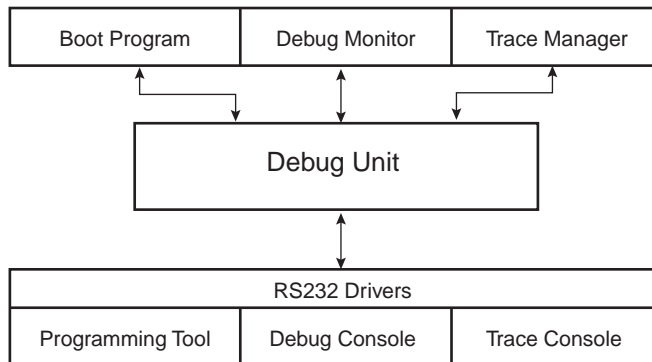 Boot Program
Debug Monitor
Trace Manager
Debug Unit
RS232 Drivers
Programming Tool
Debug Console
Trace Console